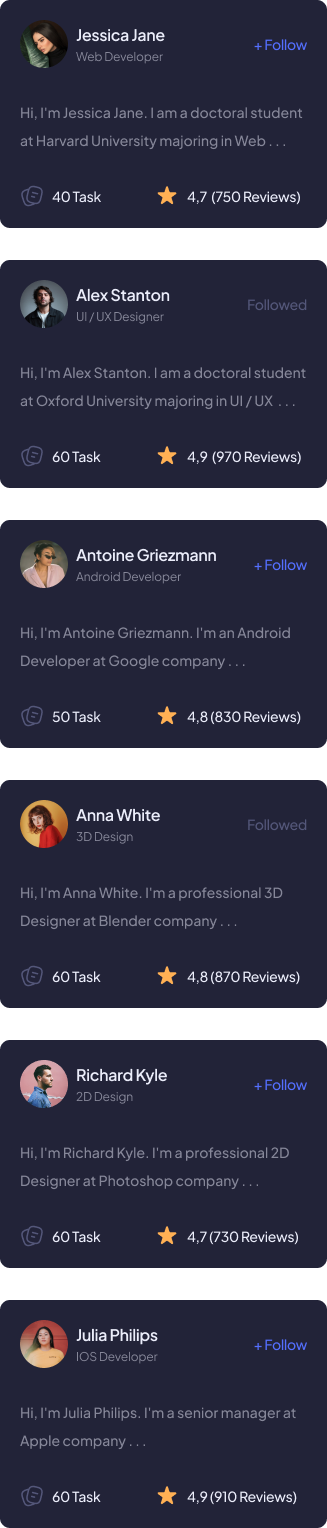 Jessica Jane
+ Follow
Web Developer
Hi, I'm Jessica Jane. I am a doctoral student
at Harvard University majoring in Web . . .
40 Task
4,7 (750 Reviews)
Alex Stanton
Followed
UI / UX Designer
Hi, I'm Alex Stanton. I am a doctoral student
at Oxford University majoring in UI / UX . . .
60 Task
4,9 (970 Reviews)
Antoine Griezmann
+ Follow
Android Developer
Hi, I'm Antoine Griezmann. I'm an Android
Developer at Google company . . .
50 Task
4,8 (830 Reviews)
Anna White
Followed
3D Design
Hi, I'm Anna White. I'm a professional 3D
Designer at Blender company . . .
60 Task
4,8 (870 Reviews)
Richard Kyle
+ Follow
2D Design
Hi, I'm Richard Kyle. I'm a professional 2D
Designer at Photoshop company . . .
60 Task
4,7 (730 Reviews)
Julia Philips
+ Follow
IOS Developer
Hi, I'm Julia Philips. I'm a senior manager at
Apple company . . .
60 Task
4,9 (910 Reviews)